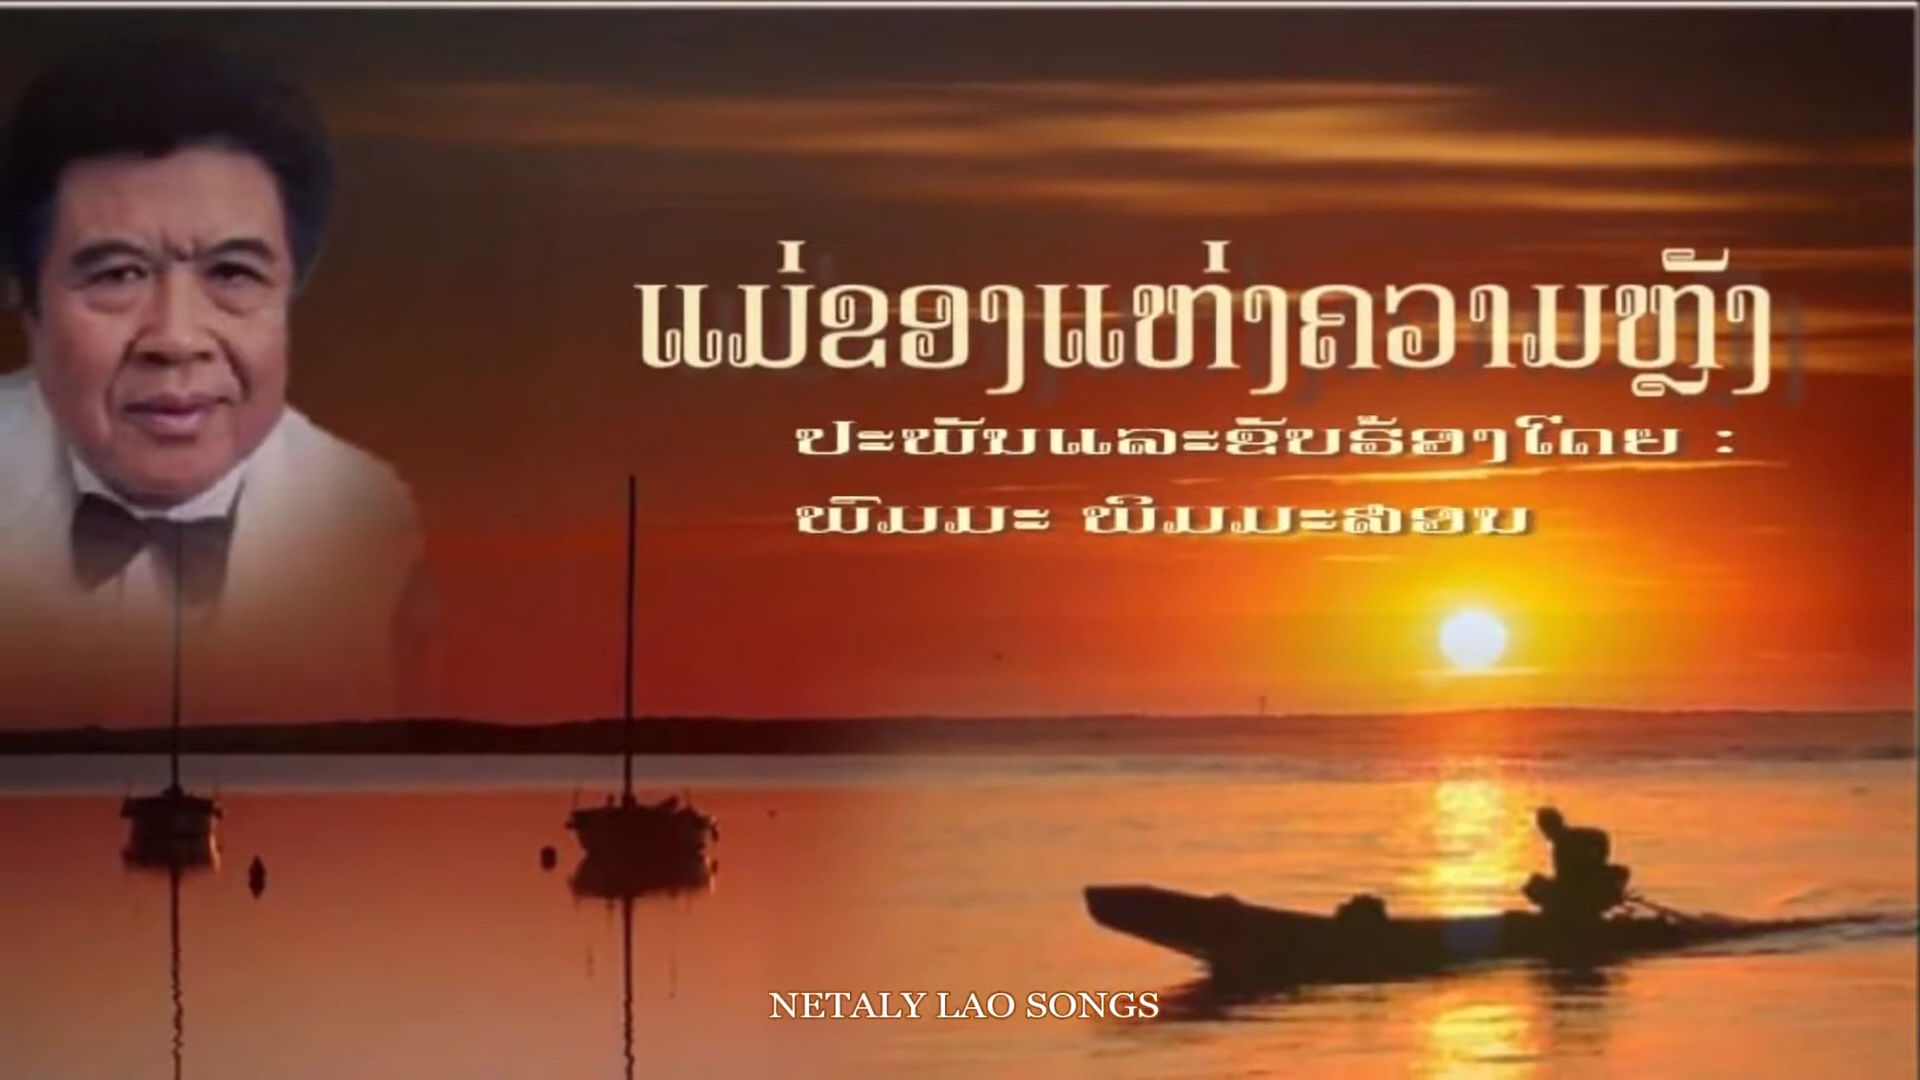 ແມ່ຂອງແຫ່ງຄວາມຫຼັງ
ປະພັນແລະຂັບຮ້ອງໂດຍ :
ພົມມະ ພິມມະສອນ
NETALY LAO SONGS